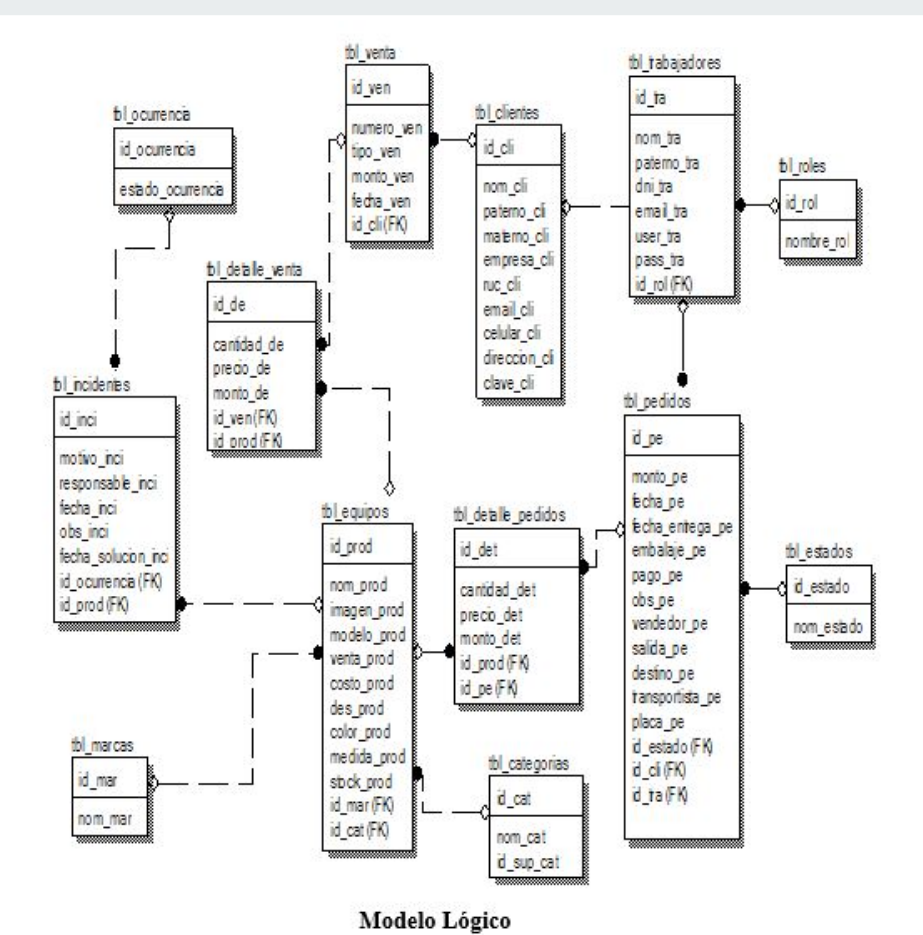 tbl_venta
id_ven
numero_ven
tipo_ven
monto_ven
fecha_ven
id_cli (FK)
tbl_trabajadores
id_tra
nom_tra
paterno_tra
dni_tra
email_tra
user_tra
pass_tra
id_rol (FK)
tbl_ocurrencia
id_ocurrencia
estado_ocurrencia
tbl_clientes
id_cli
nom_cli
paterno_cli
materno_cli
empresa_cli
ruc_cli
email_cli
celular_cli
direccion_cli
clave_cli
tbl_roles
id_rol
nombre_rol
tbl_detalle_venta
id_de
cantidad_de
precio_de
monto_de
id_ven (FK)
id_prod (FK)
tbl_incidentes
id_inci
motivo_inci
responsable_inci
fecha_inci
obs_inci
fecha_solucion_inci
id_ocurrencia (FK)
id_prod (FK)
tbl_pedidos
id_pe
monto_pe
fecha_pe
fecha_entrega_pe
embalaje_pe
pago_pe
obs_pe
vendedor_pe
salida_pe
destino_pe
transportista_pe
placa_pe
id_estado (FK)
id_cli (FK)
id_tra (FK)
tbl_equipos
id_prod
nom_prod
imagen_prod
modelo_prod
venta_prod
costo_prod
des_prod
color_prod
medida_prod
stock_prod
id_mar (FK)
id_cat (FK)
tbl_detalle_pedidos
id_det
cantidad_det
precio_det
monto_det
id_prod (FK)
id_pe (FK)
tbl_estados
id_estado
nom_estado
tbl_marcas
id_mar
nom_mar
tbl_categorias
id_cat
nom_cat
id_sup_cat
Modelo Lógico